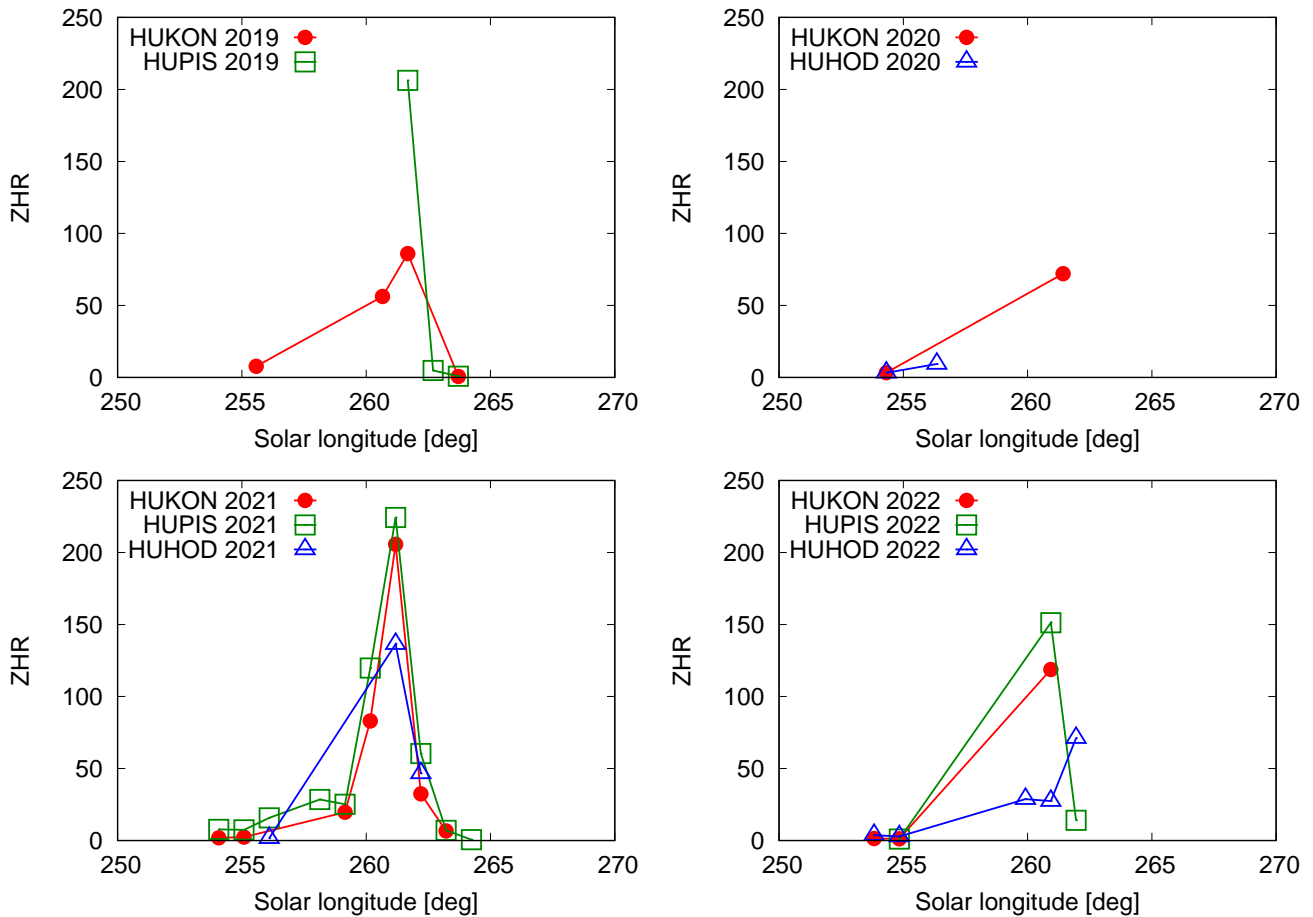 250
200
150
100
50
0
ZHR
HUKON 2019
HUPIS 2019
250 255 260 265 270
Solar longitude [deg]
250
200
150
100
50
0
ZHR
HUKON 2020
HUHOD 2020
250 255 260 265 270
Solar longitude [deg]
250
200
150
100
50
0
ZHR
HUKON 2021
HUPIS 2021
HUHOD 2021
250 255 260 265 270
Solar longitude [deg]
250
200
150
100
50
0
ZHR
HUKON 2022
HUPIS 2022
HUHOD 2022
250 255 260 265 270
Solar longitude [deg]